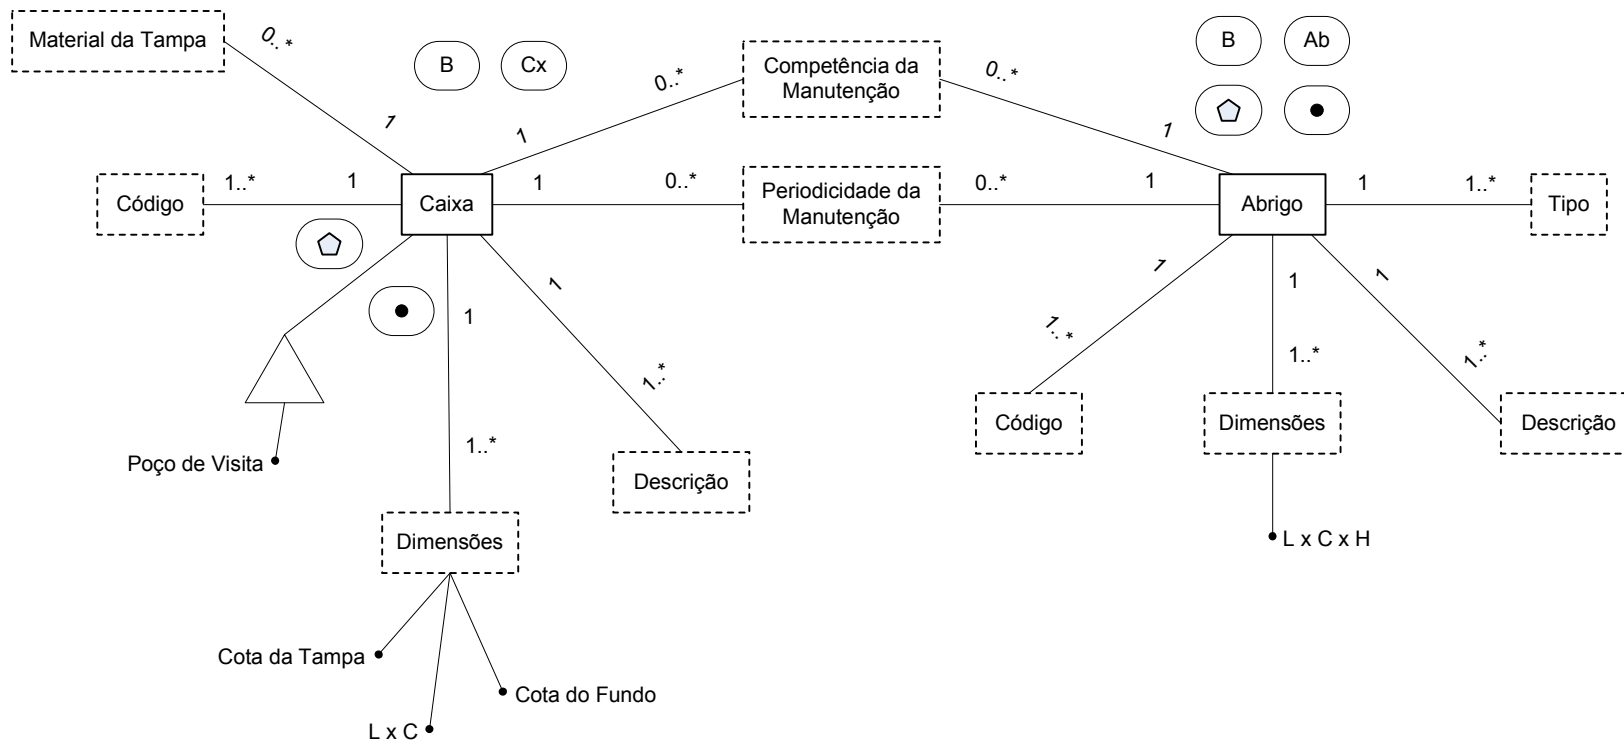 Material da Tampa
0..*
1
B
Cx
1
0..*
Competência da
Manutenção
0..*
1
B
Ab
Código
1..*
1
Caixa
1
0..*
Periodicidade da
Manutenção
0..*
1
Abrigo
1
1..*
Tipo
1
1..*
1
1..*
Poço de Visita
Dimensões
Descrição
1
1..*
1
1..*
1
1..*
Código
Dimensões
Descrição
L x C x H
Cota da Tampa
L x C
Cota do Fundo